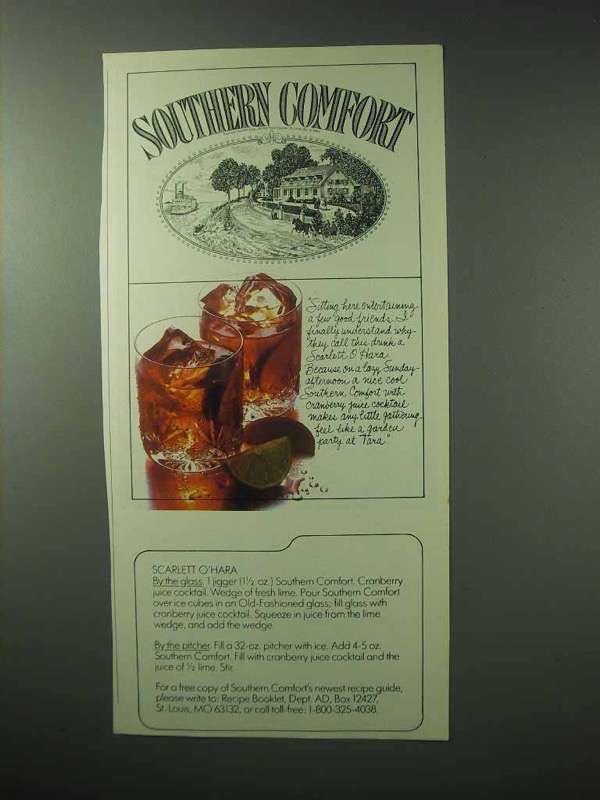 SOUTHERN COMFORT
"Sitting here entertaining
a few good friends, I
finally understand why
they call this drink a
Scarlett O'Hara.
Because on a lazy Sunday
afternoon a nice cool
Southern Comfort with
cranberry juice cocktail
makes any little gathering
feel like a garden
party at Tara."
SCARLETT O'HARA
By the glass: 1 jigger (1½ oz.) Southern Comfort. Cranberry
juice cocktail. Wedge of fresh lime. Pour Southern Comfort
over ice cubes in an Old-Fashioned glass; fill glass with
cranberry juice cocktail. Squeeze in juice from the lime
wedge, and add the wedge.
By the pitcher: Fill a 32-oz. pitcher with ice. Add 4-5 oz.
Southern Comfort. Fill with cranberry juice cocktail and the
juice of ½ lime. Stir.
For a free copy of Southern Comfort's newest recipe guide,
please write to: Recipe Booklet, Dept. AD, Box 12427,
St. Louis, MO 63132, or call toll-free: 1-800-325-4038.